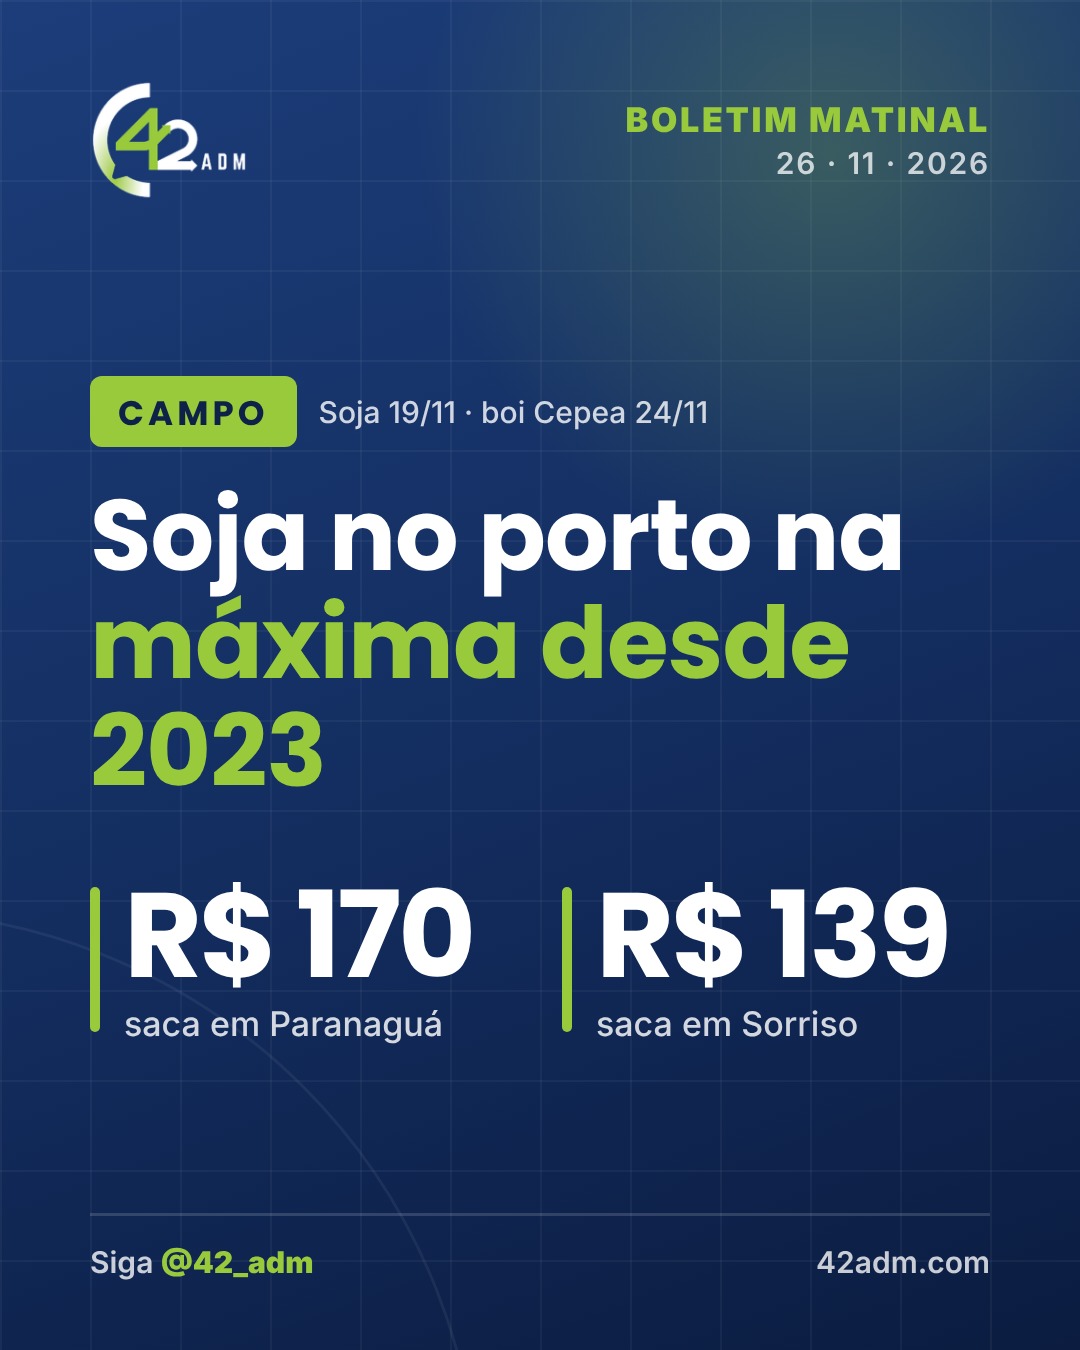 42 ADM
BOLETIM MATINAL
26 · 11 · 2026
CAMPO
Soja 19/11 · boi Cepea 24/11
Soja no porto na
máxima desde
2023
R$ 170
saca em Paranaguá
R$ 139
saca em Sorriso
Siga @42_adm
42adm.com